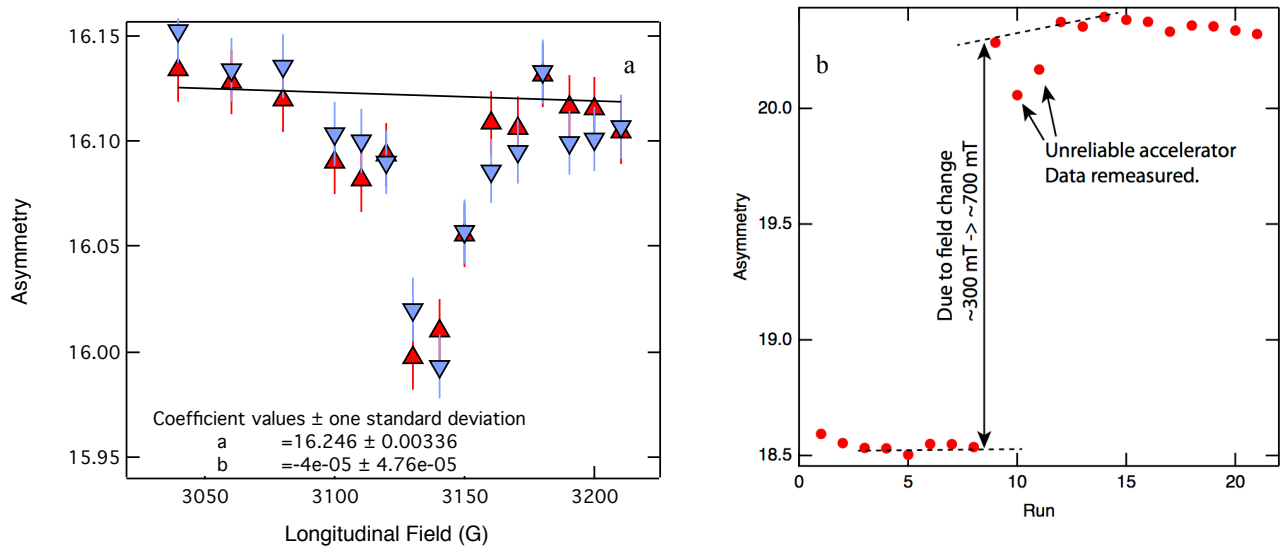 16.15
16.10
16.05
16.00
15.95
Asymmetry
a
Coefficient values ± one standard deviation
a =16.246 ± 0.00336
b =-4e-05 ± 4.76e-05
3050
3100
3150
3200
Longitudinal Field (G)
b
20.0
19.5
19.0
18.5
Asymmetry
Due to field change
~300 mT -> ~700 mT
Unreliable accelerator
Data remeasured.
0
5
10
15
20
Run